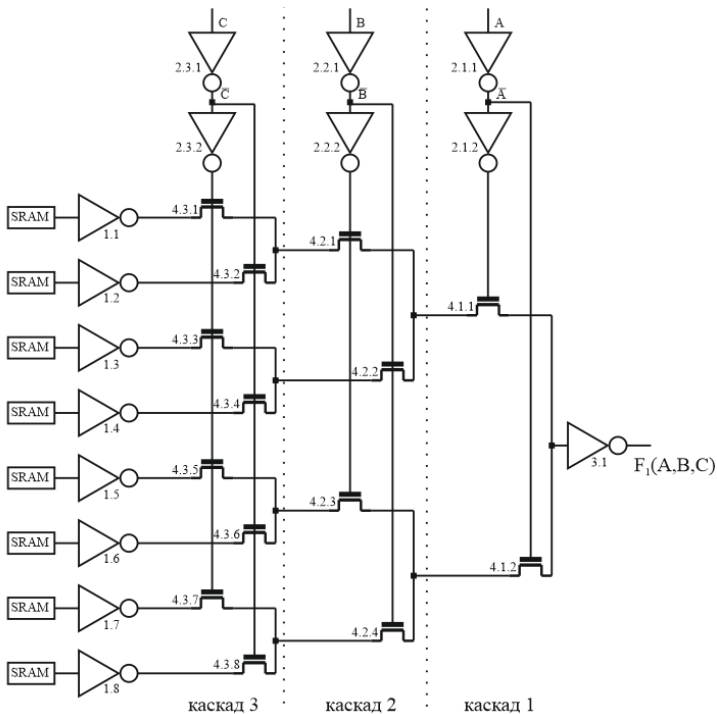 C B A
2.3.1 2.2.1 2.1.1
C̅ B̅ A̅
2.3.2 2.2.2 2.1.2
SRAM 1.1 4.3.1
4.2.1
SRAM 1.2 4.3.2
4.1.1
SRAM 1.3 4.3.3
4.2.2
SRAM 1.4 4.3.4
3.1 F₁(A,B,C)
SRAM 1.5 4.3.5
4.2.3
SRAM 1.6 4.3.6
4.1.2
SRAM 1.7 4.3.7
4.2.4
SRAM 1.8 4.3.8
каскад 3 каскад 2 каскад 1